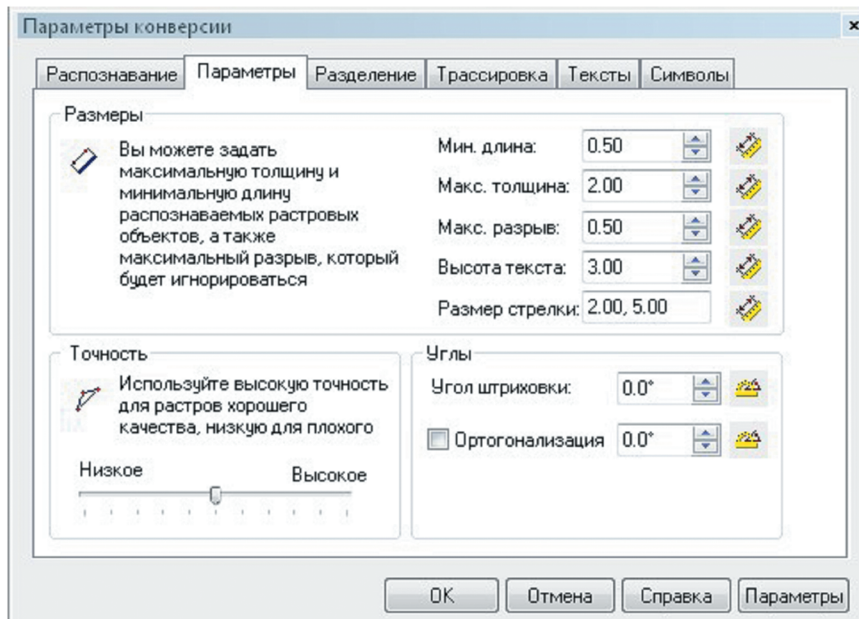 Параметры конверсии
Распознавание Параметры Разделение Трассировка Тексты Символы
Размеры
Вы можете задать
максимальную толщину и
минимальную длину
распознаваемых растровых
объектов, а также
максимальный разрыв, который
будет игнорироваться
Мин. длина: 0.50
Макс. толщина: 2.00
Макс. разрыв: 0.50
Высота текста: 3.00
Размер стрелки: 2.00, 5.00
Точность
Используйте высокую точность
для растров хорошего
качества, низкую для плохого
Низкое Высокое
Углы
Угол штриховки: 0.0°
Ортогонализация 0.0°
OK Отмена Справка Параметры